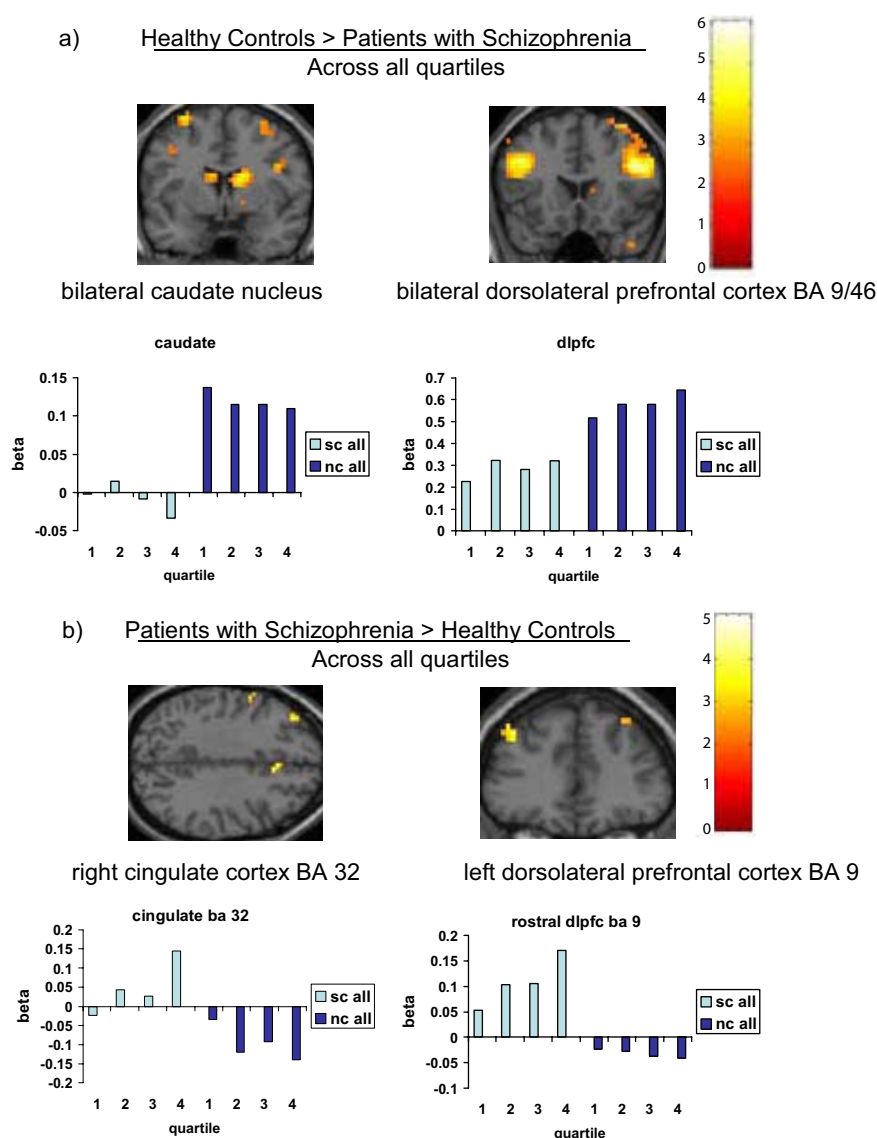 a) Healthy Controls > Patients with Schizophrenia
Across all quartiles
6
5
4
3
2
1
0
bilateral caudate nucleus
bilateral dorsolateral prefrontal cortex BA 9/46
caudate
0.15
0.1
0.05
0
-0.05
beta
1 2 3 4 1 2 3 4
quartile
sc all
nc all
dlpfc
0.7
0.6
0.5
0.4
0.3
0.2
0.1
0
beta
1 2 3 4 1 2 3 4
quartile
sc all
nc all
b) Patients with Schizophrenia > Healthy Controls
Across all quartiles
5
4
3
2
1
0
right cingulate cortex BA 32
left dorsolateral prefrontal cortex BA 9
cingulate ba 32
0.2
0.15
0.1
0.05
0
-0.05
-0.1
-0.15
-0.2
beta
1 2 3 4 1 2 3 4
quartile
sc all
nc all
rostral dlpfc ba 9
0.2
0.15
0.1
0.05
0
-0.05
-0.1
beta
1 2 3 4 1 2 3 4
quartile
sc all
nc all